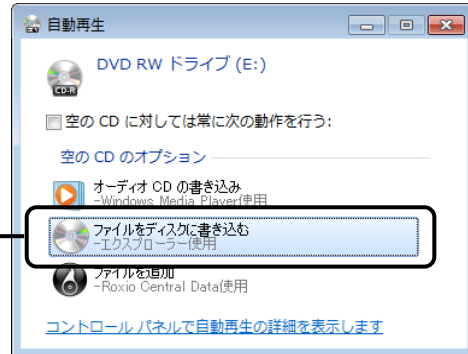 自動再生
DVD RW ドライブ (E:)
CD-R
空の CD に対しては常に次の動作を行う:
空の CD のオプション
オーディオ CD の書き込み
-Windows Media Player使用
ファイルをディスクに書き込む
-エクスプローラー使用
ファイルを追加
-Roxio Central Data使用
コントロール パネルで自動再生の詳細を表示します